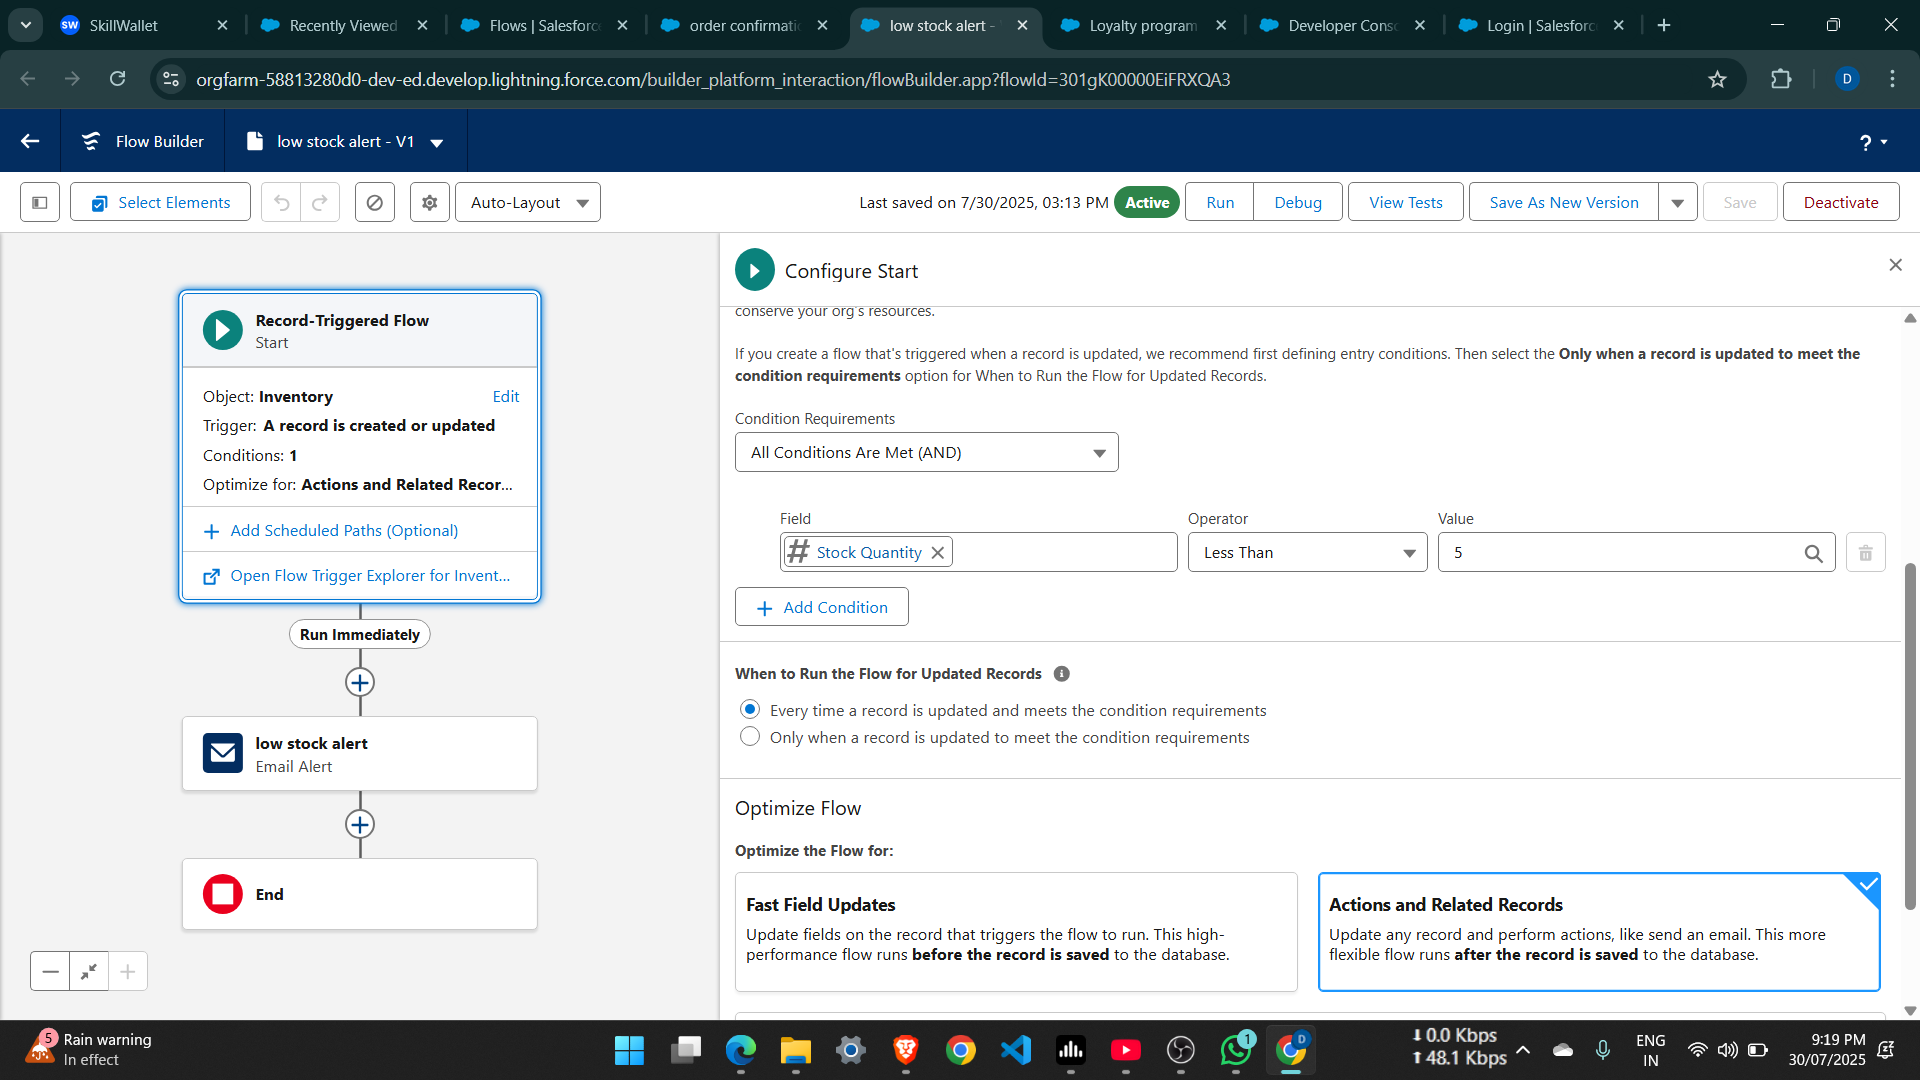 SkillWallet
Recently Viewed
Flows | Salesforc
order confirmatic
low stock alert -
Loyalty program
Developer Conso
Login | Salesforc
orgfarm-58813280d0-dev-ed.develop.lightning.force.com/builder_platform_interaction/flowBuilder.app?flowId=301gK00000EiFRXQA3
D
Flow Builder
low stock alert - V1
?
Select Elements
Auto-Layout
Last saved on 7/30/2025, 03:13 PM
Active
Run
Debug
View Tests
Save As New Version
Save
Deactivate
Record-Triggered Flow
Start
Object: Inventory
Edit
Trigger: A record is created or updated
Conditions: 1
Optimize for: Actions and Related Recor...
Add Scheduled Paths (Optional)
Open Flow Trigger Explorer for Invent...
Run Immediately
low stock alert
Email Alert
End
Configure Start
conserve your org's resources.
If you create a flow that's triggered when a record is updated, we recommend first defining entry conditions. Then select the Only when a record is updated to meet the
condition requirements option for When to Run the Flow for Updated Records.
Condition Requirements
All Conditions Are Met (AND)
Field
Operator
Value
Stock Quantity
Less Than
5
Add Condition
When to Run the Flow for Updated Records
Every time a record is updated and meets the condition requirements
Only when a record is updated to meet the condition requirements
Optimize Flow
Optimize the Flow for:
Fast Field Updates
Update fields on the record that triggers the flow to run. This high-
performance flow runs before the record is saved to the database.
Actions and Related Records
Update any record and perform actions, like send an email. This more
flexible flow runs after the record is saved to the database.
5
Rain warning
In effect
1
D
0.0 Kbps
48.1 Kbps
ENG
IN
9:19 PM
30/07/2025